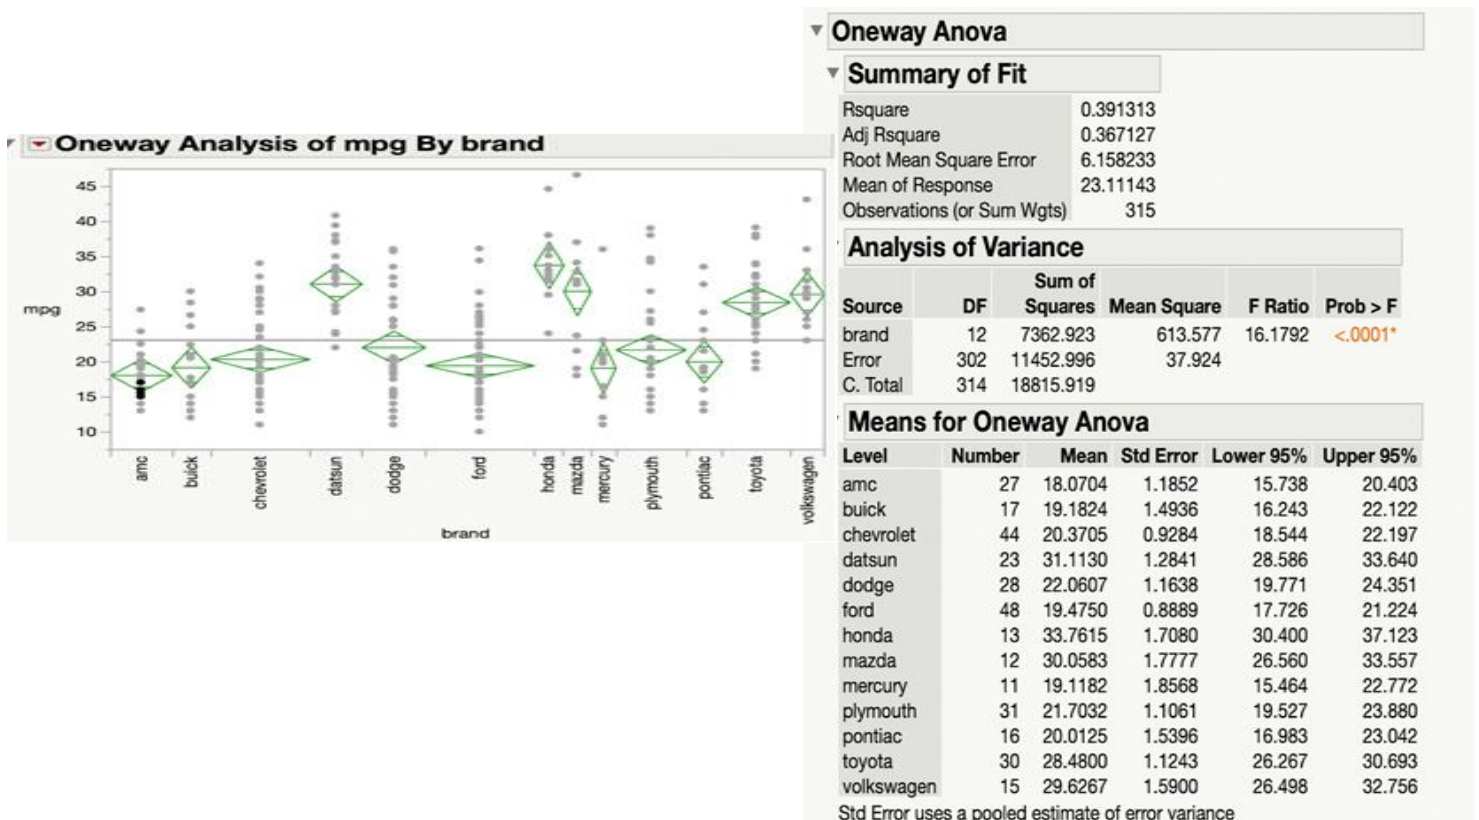 Oneway Analysis of mpg By brand
45
40
35
30
25
20
15
10
mpg
amc buick chevrolet datsun dodge ford honda mazda mercury plymouth pontiac toyota volkswagen
brand
Oneway Anova
Summary of Fit
Rsquare 0.391313
Adj Rsquare 0.367127
Root Mean Square Error 6.158233
Mean of Response 23.11143
Observations (or Sum Wgts) 315
Analysis of Variance
Sum of
Source DF Squares Mean Square F Ratio Prob > F
brand 12 7362.923 613.577 16.1792 <.0001*
Error 302 11452.996 37.924
C. Total 314 18815.919
Means for Oneway Anova
Level Number Mean Std Error Lower 95% Upper 95%
amc 27 18.0704 1.1852 15.738 20.403
buick 17 19.1824 1.4936 16.243 22.122
chevrolet 44 20.3705 0.9284 18.544 22.197
datsun 23 31.1130 1.2841 28.586 33.640
dodge 28 22.0607 1.1638 19.771 24.351
ford 48 19.4750 0.8889 17.726 21.224
honda 13 33.7615 1.7080 30.400 37.123
mazda 12 30.0583 1.7777 26.560 33.557
mercury 11 19.1182 1.8568 15.464 22.772
plymouth 31 21.7032 1.1061 19.527 23.880
pontiac 16 20.0125 1.5396 16.983 23.042
toyota 30 28.4800 1.1243 26.267 30.693
volkswagen 15 29.6267 1.5900 26.498 32.756
Std Error uses a pooled estimate of error variance